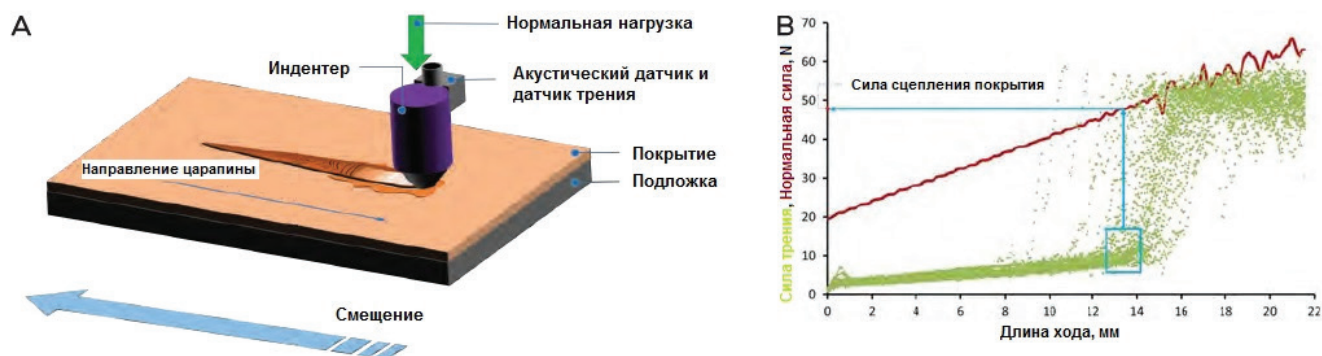 A
Нормальная нагрузка
Индентер
Акустический датчик и
датчик трения
Направление царапины
Покрытие
Подложка
Смещение
B
Сила трения, Нормальная сила, N
70
60
50
40
30
20
10
0
Сила сцепления покрытия
0 2 4 6 8 10 12 14 16 18 20 22
Длина хода, мм